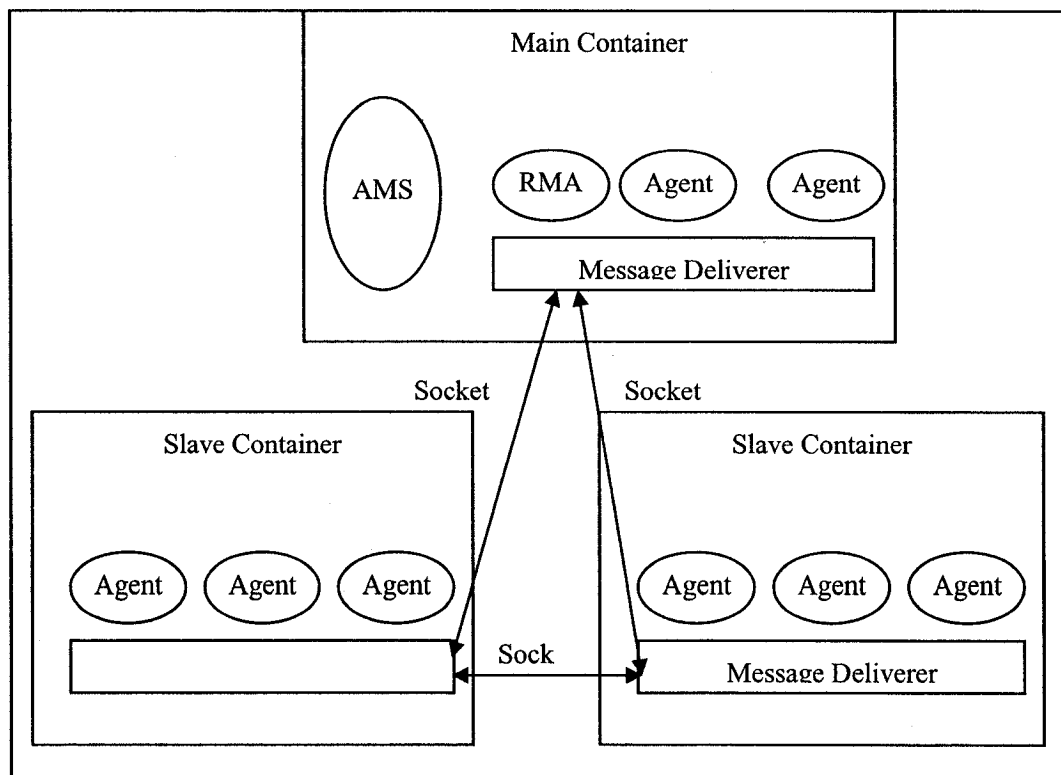 Main Container
AMS
RMA
Agent
Agent
Message Deliverer
Socket
Socket
Slave Container
Slave Container
Agent
Agent
Agent
Agent
Agent
Agent
Sock
Message Deliverer